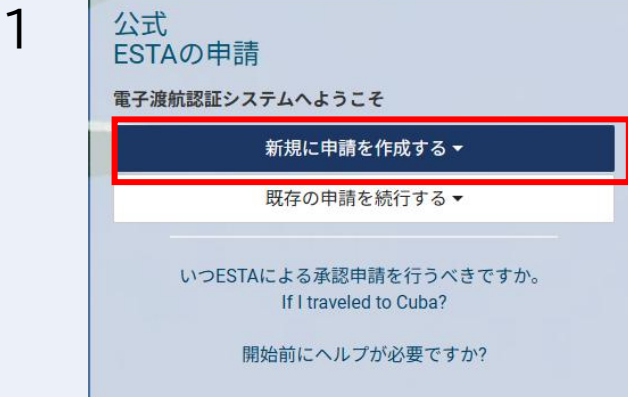 1
公式
ESTAの申請
電子渡航認証システムへようこそ
新規に申請を作成する
既存の申請を続行する
いつESTAによる承認申請を行うべきですか。
If I traveled to Cuba?
開始前にヘルプが必要ですか?